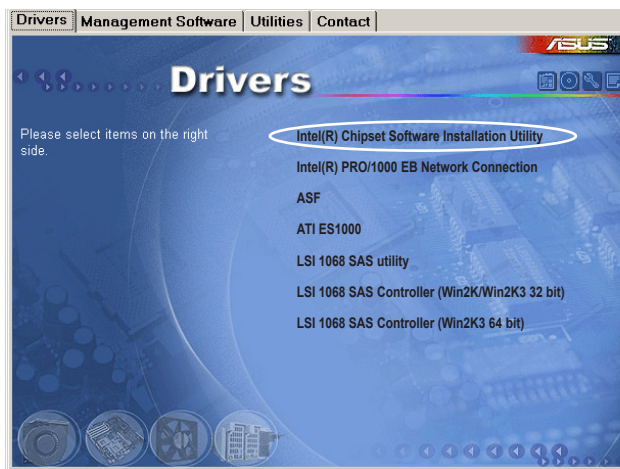 Drivers Management Software Utilities Contact
ASUS
Drivers
Please select items on the right
side.
Intel(R) Chipset Software Installation Utility
Intel(R) PRO/1000 EB Network Connection
ASF
ATI ES1000
LSI 1068 SAS utility
LSI 1068 SAS Controller (Win2K/Win2K3 32 bit)
LSI 1068 SAS Controller (Win2K3 64 bit)